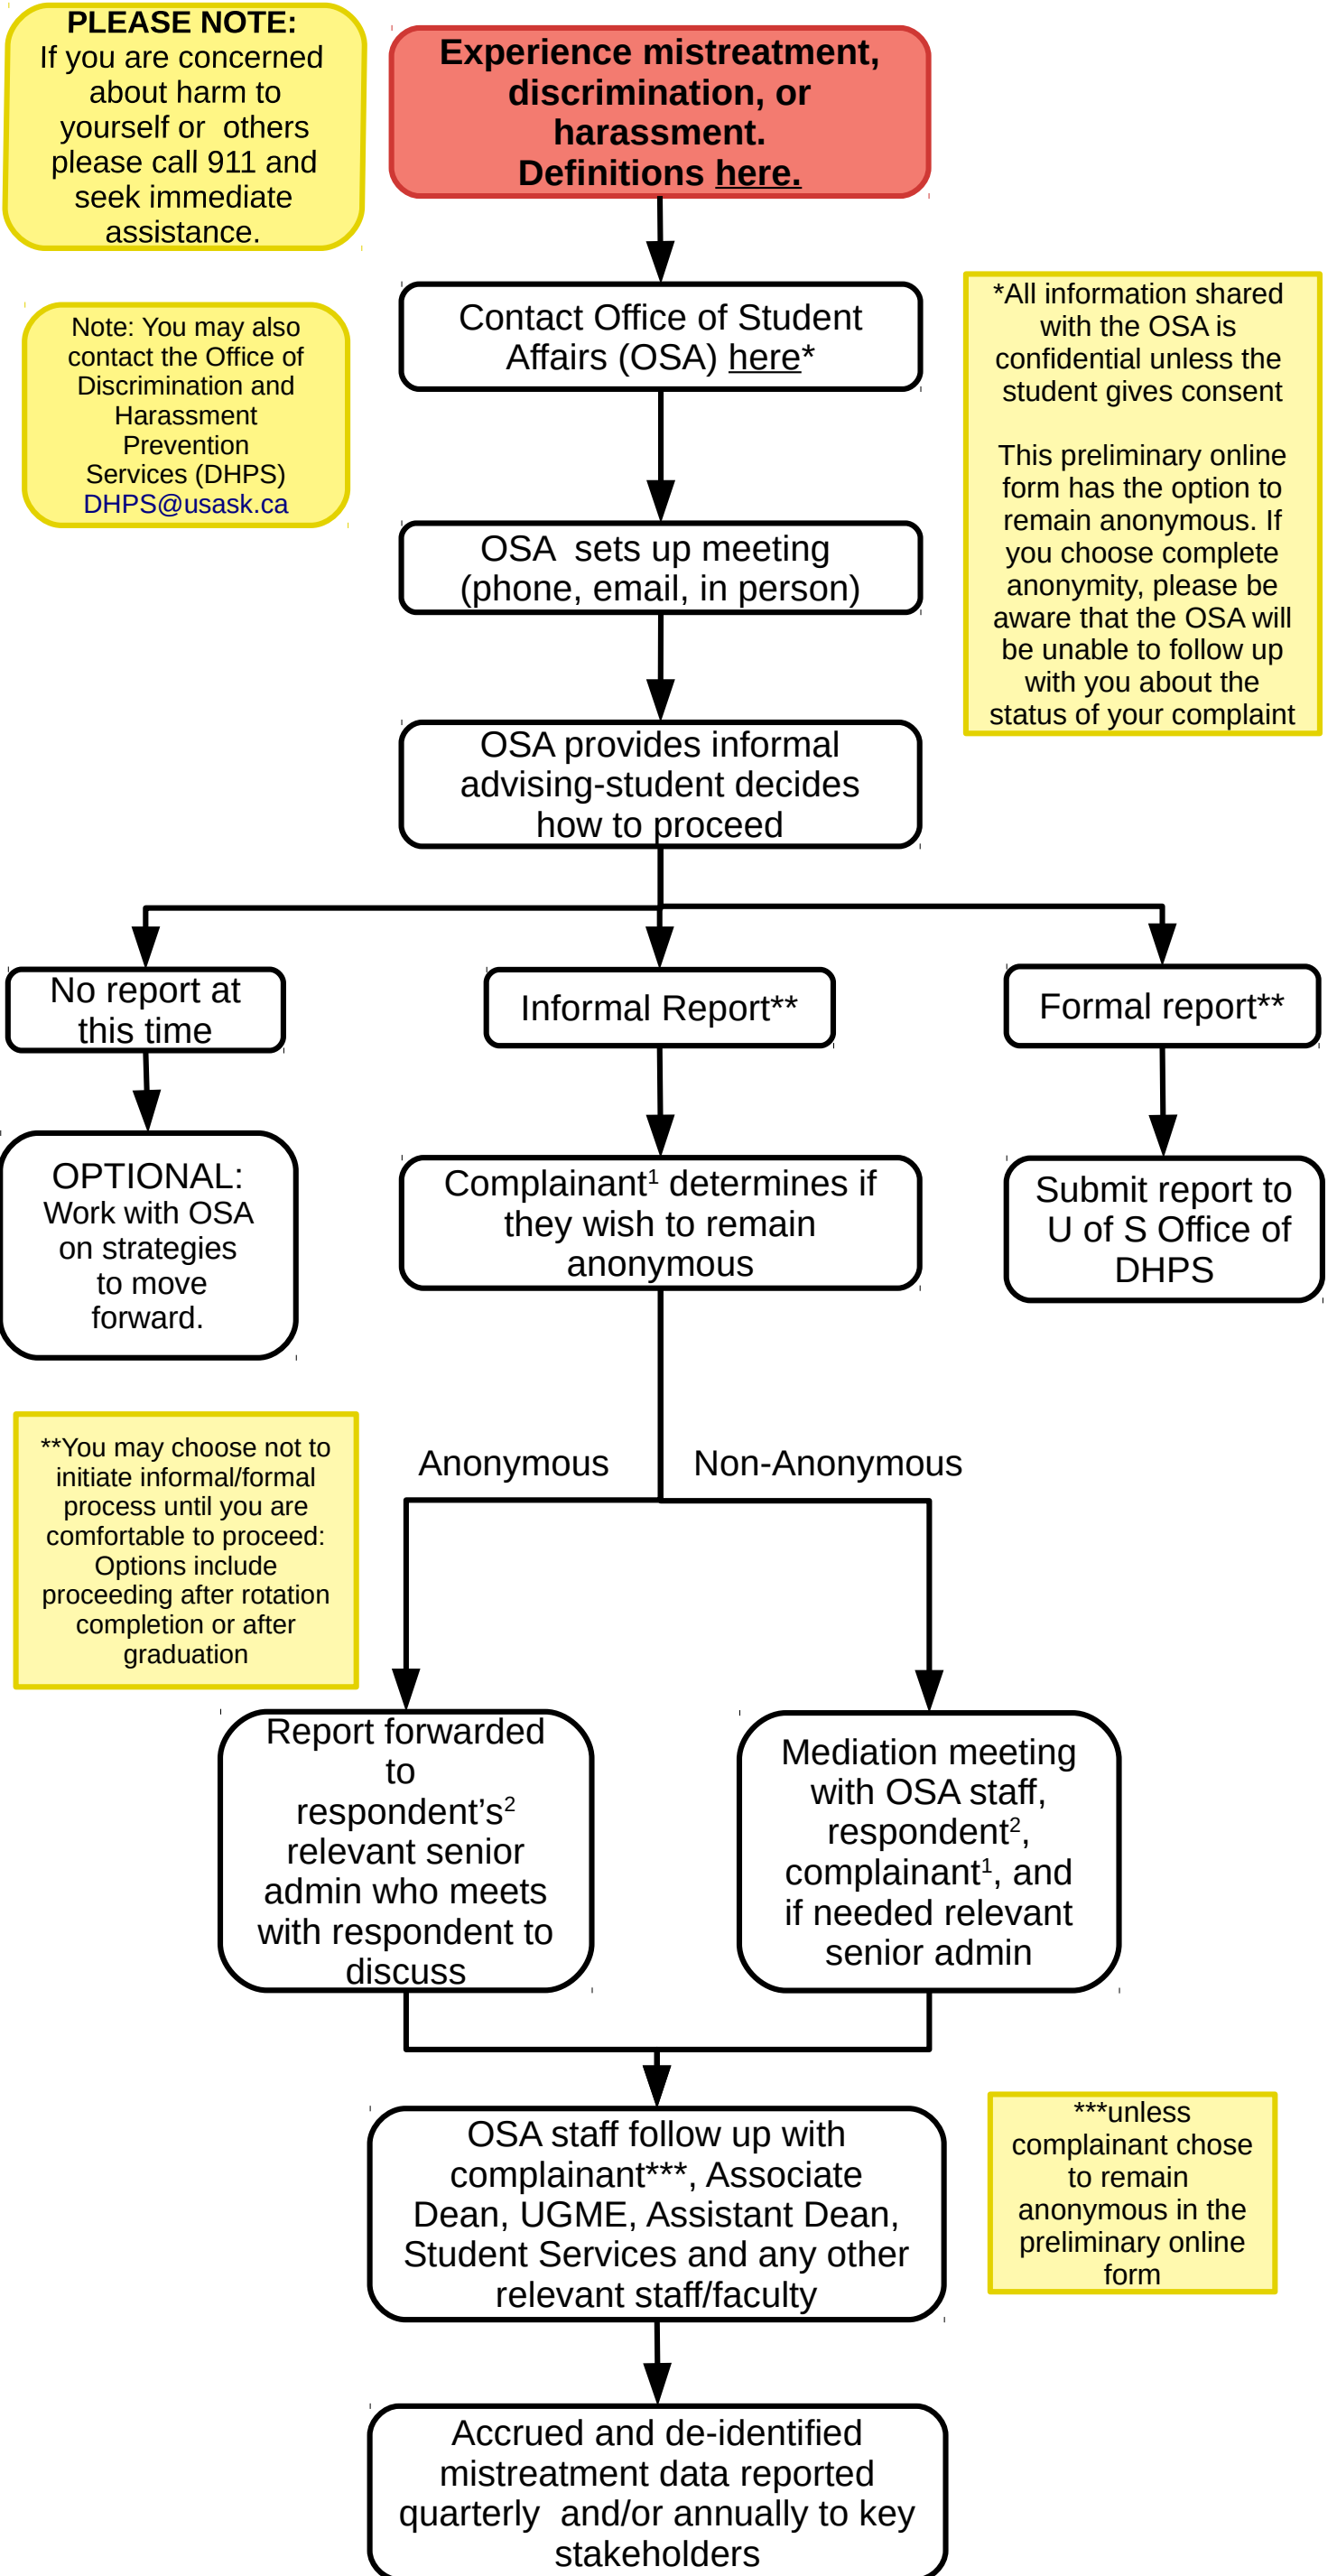 PLEASE NOTE:
If you are concerned
about harm to
yourself or others
please call 911 and
seek immediate
assistance.
Experience mistreatment,
discrimination, or
harassment.
Definitions here.
Note: You may also
contact the Office of
Discrimination and
Harassment
Prevention
Services (DHPS)
DHPS@usask.ca
Contact Office of Student
Affairs (OSA) here*
*All information shared
with the OSA is
confidential unless the
student gives consent
This preliminary online
form has the option to
remain anonymous. If
you choose complete
anonymity, please be
aware that the OSA will
be unable to follow up
with you about the
status of your complaint
OSA sets up meeting
(phone, email, in person)
OSA provides informal
advising-student decides
how to proceed
No report at
this time
Informal Report**
Formal report**
OPTIONAL:
Work with OSA
on strategies
to move
forward.
Complainant¹ determines if
they wish to remain
anonymous
Submit report to
U of S Office of
DHPS
**You may choose not to
initiate informal/formal
process until you are
comfortable to proceed:
Options include
proceeding after rotation
completion or after
graduation
Anonymous
Non-Anonymous
Report forwarded
to
respondent’s²
relevant senior
admin who meets
with respondent to
discuss
Mediation meeting
with OSA staff,
respondent²,
complainant¹, and
if needed relevant
senior admin
OSA staff follow up with
complainant***, Associate
Dean, UGME, Assistant Dean,
Student Services and any other
relevant staff/faculty
***unless
complainant chose
to remain
anonymous in the
preliminary online
form
Accrued and de-identified
mistreatment data reported
quarterly and/or annually to key
stakeholders